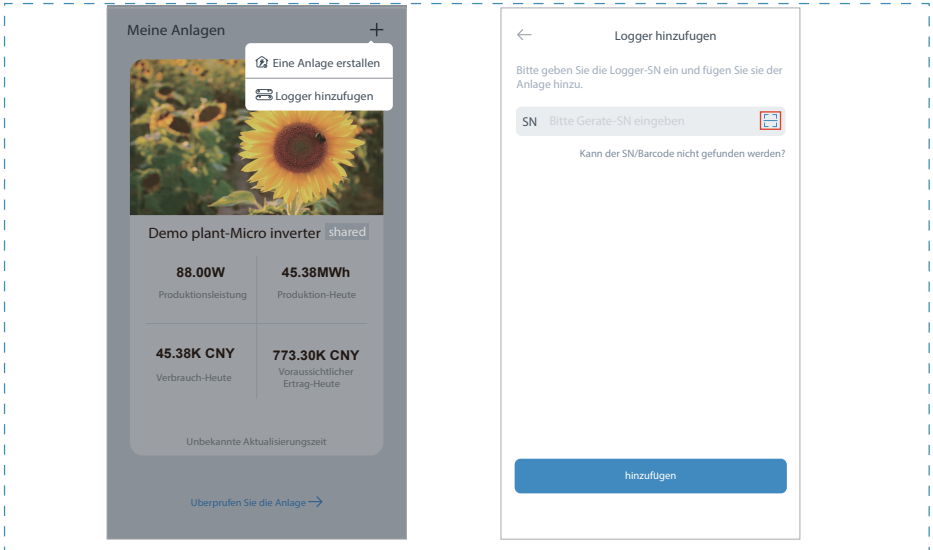 Meine Anlagen
Eine Anlage erstallen
Logger hinzufugen
Demo plant-Micro inverter shared
88.00W
Produktionsleistung
45.38MWh
Produktion-Heute
45.38K CNY
Verbrauch-Heute
773.30K CNY
Voraussichtlicher
Ertrag-Heute
Unbekannte Aktualisierungszeit
Uberprufen Sie die Anlage
Logger hinzufugen
Bitte geben Sie die Logger-SN ein und fügen Sie sie der
Anlage hinzu.
SN Bitte Gerate-SN eingeben
Kann der SN/Barcode nicht gefunden werden?
hinzufügen